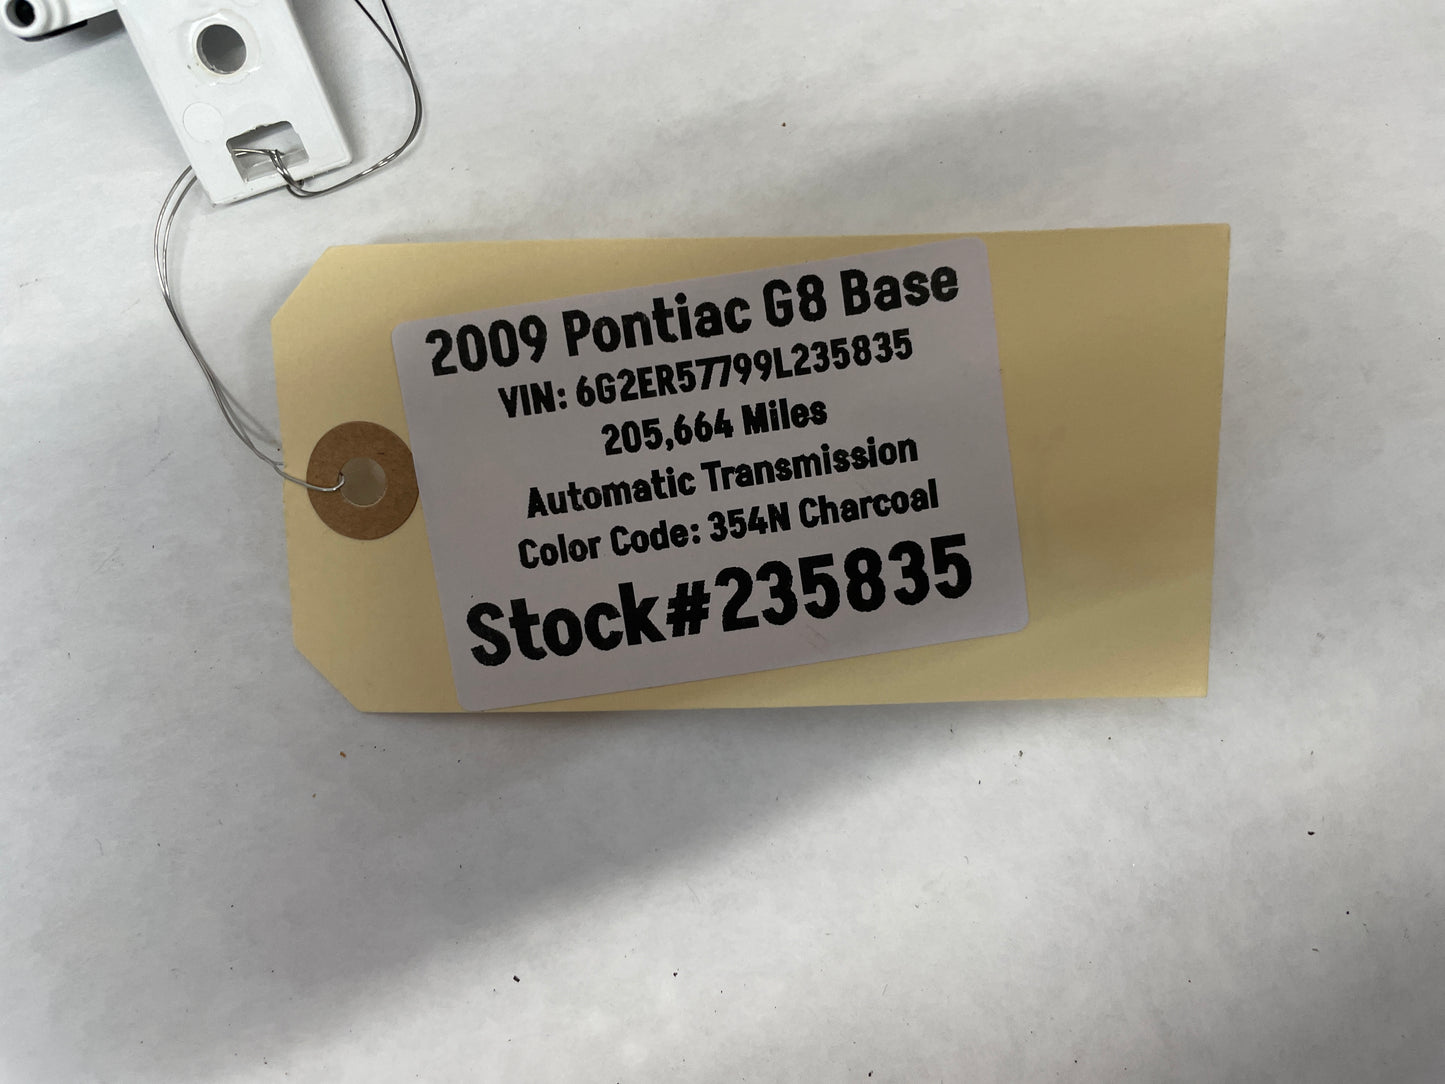 2009 Pontiac G8 Base
VIN: 6G2ER57799L235835
205,664 Miles
Automatic Transmission
Color Code: 354N Charcoal
Stock#235835